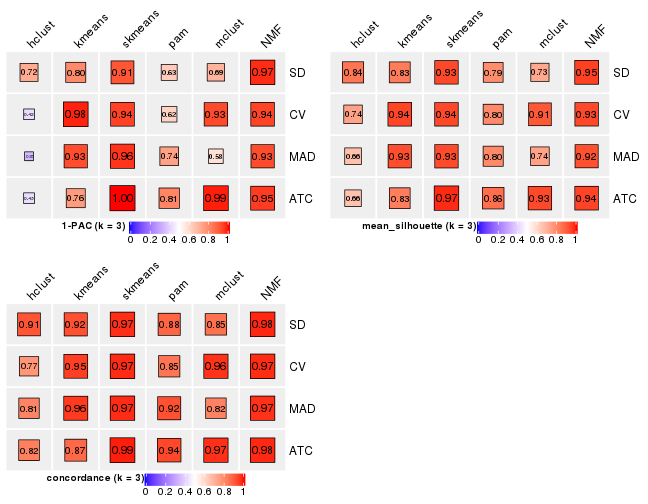 hclust kmeans skmeans pam mclust NMF
0.72 0.80 0.91 0.63 0.69 0.97 SD
0.98 0.94 0.62 0.93 0.94 CV
0.93 0.96 0.74 0.58 0.93 MAD
0.76 1.00 0.81 0.99 0.95 ATC
1-PAC (k = 3)
0 0.2 0.4 0.6 0.8 1
hclust kmeans skmeans pam mclust NMF
0.84 0.83 0.93 0.79 0.73 0.95 SD
0.74 0.94 0.94 0.80 0.91 0.93 CV
0.66 0.93 0.93 0.80 0.74 0.92 MAD
0.66 0.83 0.97 0.86 0.93 0.94 ATC
mean_silhouette (k = 3)
0 0.2 0.4 0.6 0.8 1
hclust kmeans skmeans pam mclust NMF
0.91 0.92 0.97 0.88 0.85 0.98 SD
0.77 0.95 0.97 0.85 0.96 0.97 CV
0.81 0.96 0.97 0.92 0.82 0.97 MAD
0.82 0.87 0.99 0.94 0.97 0.98 ATC
concordance (k = 3)
0 0.2 0.4 0.6 0.8 1